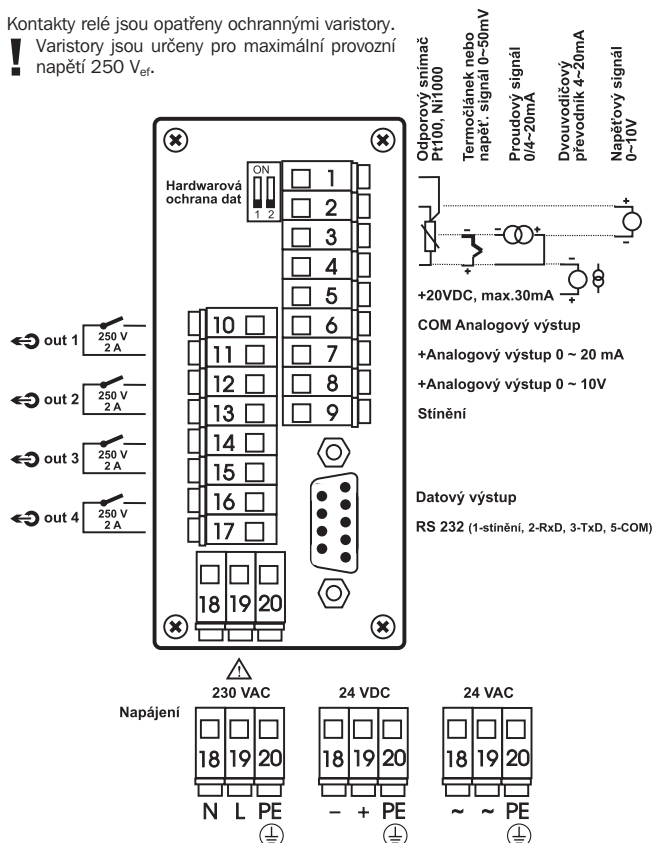 Kontakty relé jsou opatřeny ochrannými varistory.
! Varistory jsou určeny pro maximální provozní
napětí 250 Vef.
Odporový snímač
Pt100, Ni1000
Termočlánek nebo
napěť. signál 0~50mV
Proudový signál
0/4~20mA
Dvouvodičový
převodník 4~20mA
Napěťový signál
0~10V
Hardwarová
ochrana dat
ON
1 2
1
2
3
4
5
6
7
8
9
+
–
– +
–
+
+
–
+20VDC, max.30mA
COM Analogový výstup
+Analogový výstup 0 ~ 20 mA
+Analogový výstup 0 ~ 10V
Stínění
out 1 250 V
2 A
out 2 250 V
2 A
out 3 250 V
2 A
out 4 250 V
2 A
10
11
12
13
14
15
16
17
Datový výstup
RS 232 (1-stínění, 2-RxD, 3-TxD, 5-COM)
18 19 20
Napájení
230 VAC
18 19 20
N L PE
24 VDC
18 19 20
– + PE
24 VAC
18 19 20
~ ~ PE